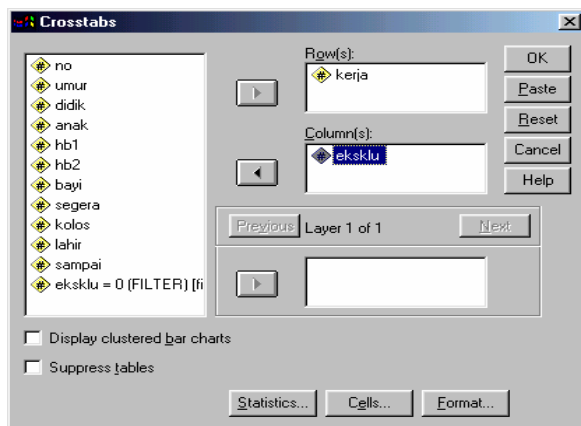 Crosstabs
no
umur
didik
anak
hb1
hb2
bayi
segera
kolos
lahir
sampai
eksklu = 0 (FILTER) [fi
Row(s):
kerja
Column(s):
eksklu
Previous Layer 1 of 1 Next
Display clustered bar charts
Suppress tables
OK
Paste
Reset
Cancel
Help
Statistics... Cells... Format...